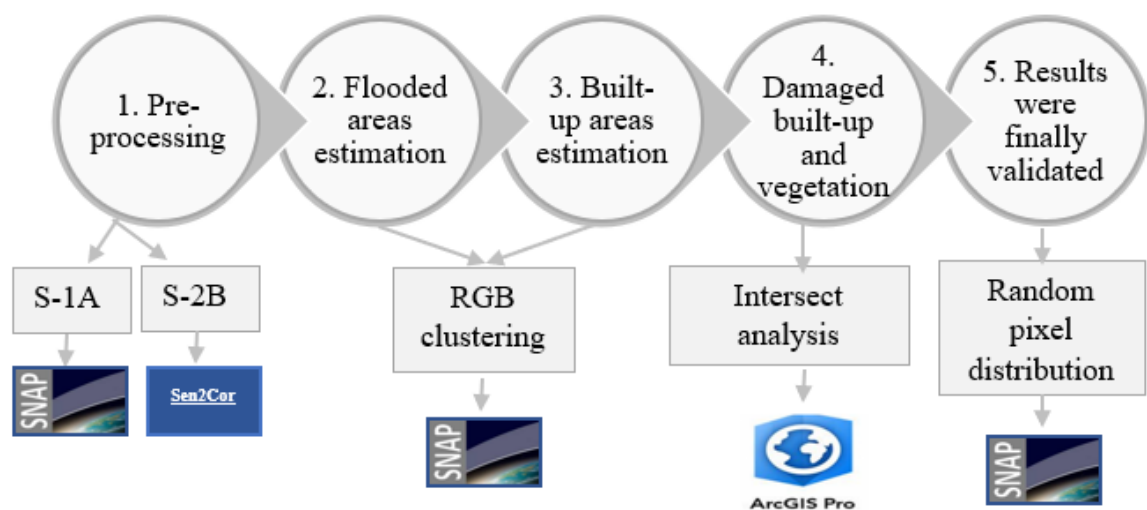 1. Pre-
processing
2. Flooded
areas
estimation
3. Built-
up areas
estimation
4.
Damaged
built-up
and
vegetation
5. Results
were
finally
validated
S-1A
S-2B
RGB
clustering
Intersect
analysis
Random
pixel
distribution
SNAP
Sen2Cor
SNAP
ArcGIS Pro
SNAP